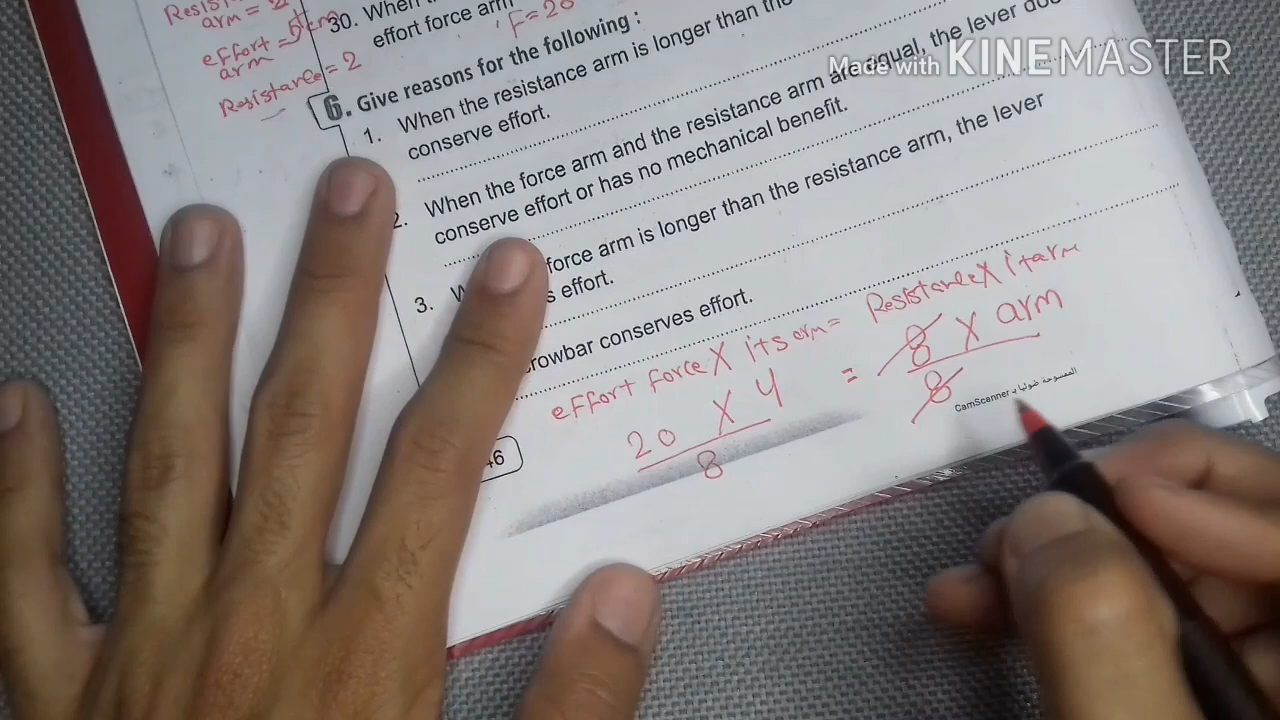 Made with KINEMASTER
arm =
effort =
arm
Resistance = 2
30. When
effort force arm
F=20
6. Give reasons for the following :
1. When the resistance arm is longer than the
conserve effort.
2. When the force arm and the resistance arm are equal, the lever
conserve effort or has no mechanical benefit.
3. force arm is longer than the resistance arm, the lever
effort.
crowbar conserves effort.
effort force X its arm = Resistance X it arm
20 X 4 = 8 X arm
8 8
CamScanner الممسوحة ضوئيا بـ
46